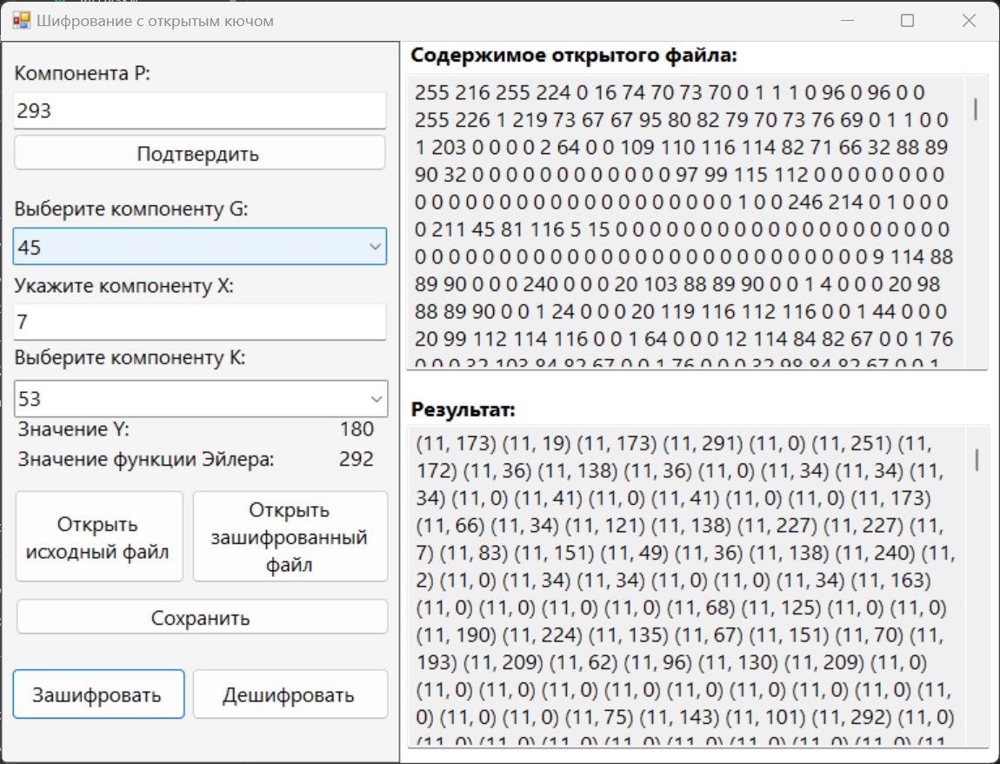 Шифрование с открытым кючом
Компонента P:
293
Подтвердить
Выберите компоненту G:
45
Укажите компоненту X:
7
Выберите компоненту K:
53
Значение Y: 180
Значение функции Эйлера: 292
Открыть
исходный файл
Открыть
зашифрованный
файл
Сохранить
Зашифровать
Дешифровать
Содержимое открытого файла:
255 216 255 224 0 16 74 70 73 70 0 1 1 1 0 96 0 96 0 0
255 226 1 219 73 67 67 95 80 82 79 70 73 76 69 0 1 1 0 0
1 203 0 0 0 0 2 64 0 0 109 110 116 114 82 71 66 32 88 89
90 32 0 0 0 0 0 0 0 0 0 0 0 0 97 99 115 112 0 0 0 0 0 0 0 0
0 0 0 0 0 0 0 0 0 0 0 0 0 0 0 0 0 0 0 1 0 0 246 214 0 1 0 0 0
0 211 45 81 116 5 15 0 0 0 0 0 0 0 0 0 0 0 0 0 0 0 0 0 0 0 0
0 0 0 0 0 0 0 0 0 0 0 0 0 0 0 0 0 0 0 0 0 0 0 0 0 0 0 9 114 88
89 90 0 0 0 240 0 0 0 20 103 88 89 90 0 0 1 4 0 0 0 20 98
88 89 90 0 0 1 24 0 0 0 20 119 116 112 116 0 0 1 44 0 0 0
20 99 112 114 116 0 0 1 64 0 0 0 12 114 84 82 67 0 0 1 76
0 0 0 32 103 84 82 67 0 0 1 76 0 0 0 32 98 84 82 67 0 0 1
Результат:
(11, 173) (11, 19) (11, 173) (11, 291) (11, 0) (11, 251) (11,
172) (11, 36) (11, 138) (11, 36) (11, 0) (11, 34) (11, 34) (11,
34) (11, 0) (11, 41) (11, 0) (11, 41) (11, 0) (11, 0) (11, 173)
(11, 66) (11, 34) (11, 121) (11, 138) (11, 227) (11, 227) (11,
7) (11, 83) (11, 151) (11, 49) (11, 36) (11, 138) (11, 240) (11,
2) (11, 0) (11, 34) (11, 34) (11, 0) (11, 0) (11, 34) (11, 163)
(11, 0) (11, 0) (11, 0) (11, 0) (11, 68) (11, 125) (11, 0) (11, 0)
(11, 190) (11, 224) (11, 135) (11, 67) (11, 151) (11, 70) (11,
193) (11, 209) (11, 62) (11, 96) (11, 130) (11, 209) (11, 0)
(11, 0) (11, 0) (11, 0) (11, 0) (11, 0) (11, 0) (11, 0) (11, 0) (11,
0) (11, 0) (11, 0) (11, 75) (11, 143) (11, 101) (11, 292) (11, 0)
(11, 0) (11, 0) (11, 0) (11, 0) (11, 0) (11, 0) (11, 0) (11, 0) (11,